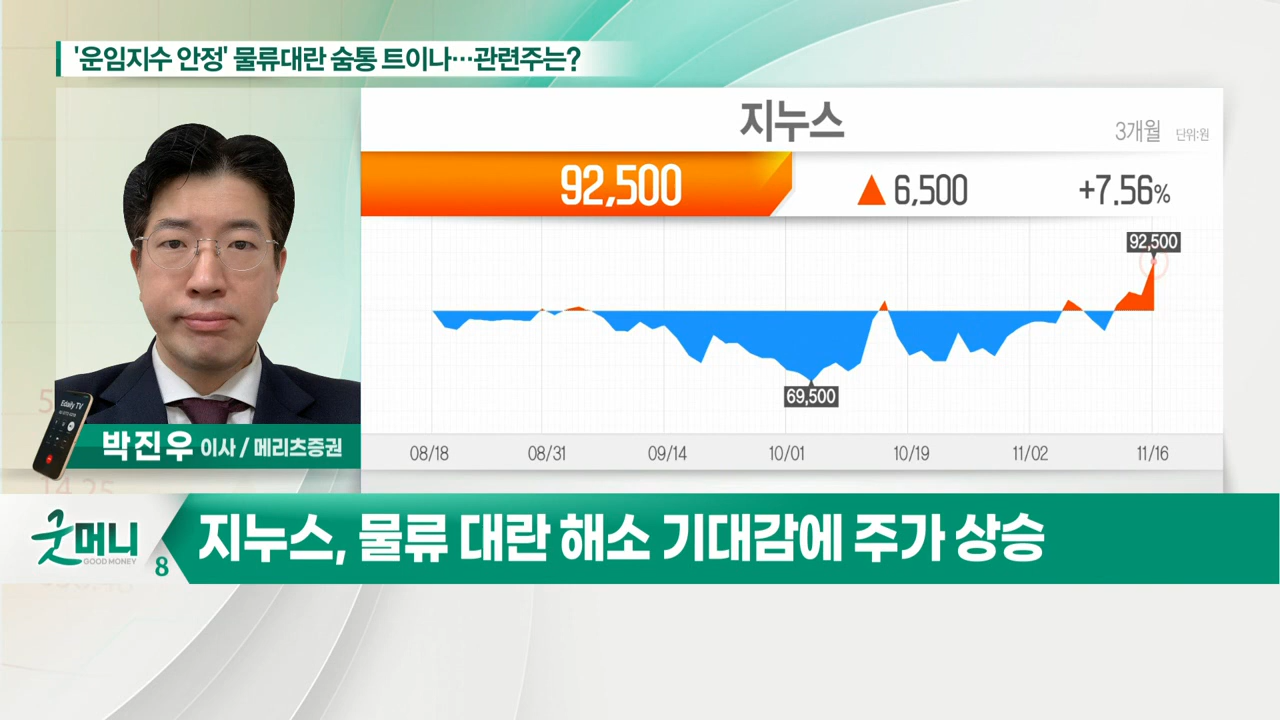 '운임지수 안정' 물류대란 숨통 트이나…관련주는?
지누스
3개월 단위:원
92,500 ▲ 6,500 +7.56%
92,500
69,500
08/18 08/31 09/14 10/01 10/19 11/02 11/16
Edaily TV
박진우 이사 / 메리츠증권
14.25
굿머니
GOOD MONEY
8
지누스, 물류 대란 해소 기대감에 주가 상승